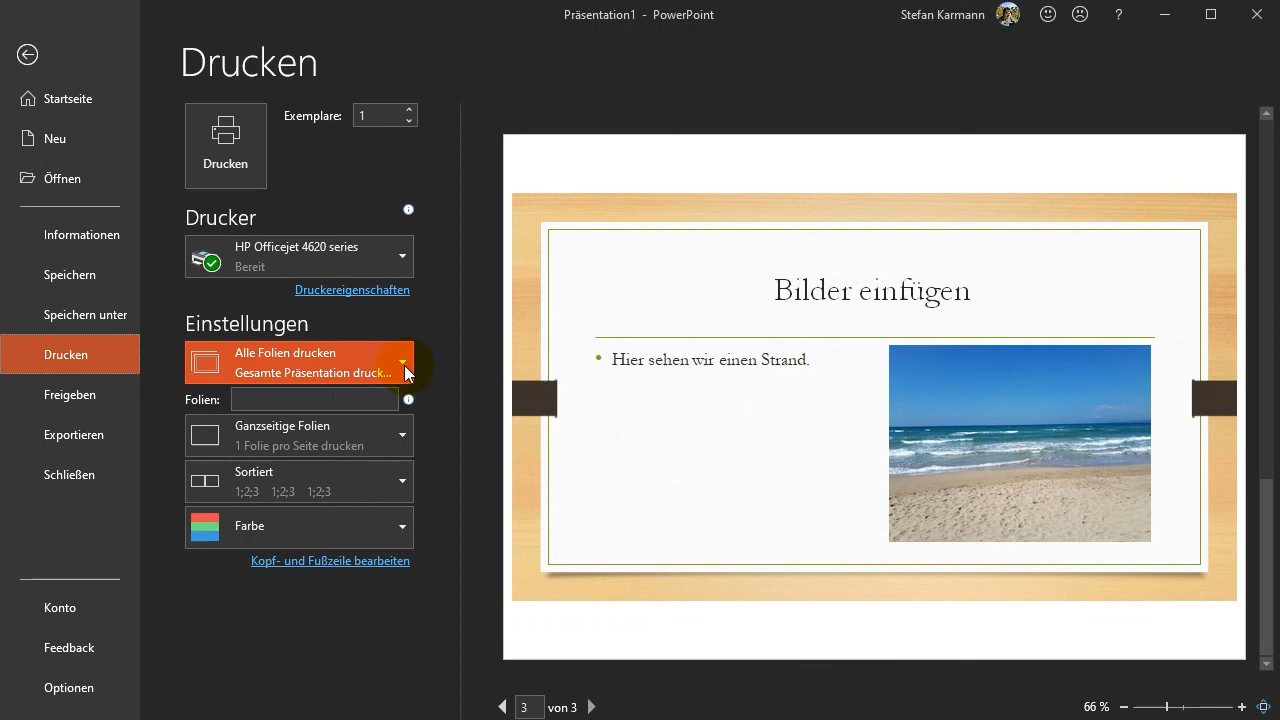 Präsentation1 - PowerPoint
Stefan Karmann
?
Startseite
Neu
Öffnen
Informationen
Speichern
Speichern unter
Drucken
Freigeben
Exportieren
Schließen
Konto
Feedback
Optionen
Drucken
Drucken
Exemplare: 1
Drucker
HP Officejet 4620 series
Bereit
Druckereigenschaften
Einstellungen
Alle Folien drucken
Gesamte Präsentation druck...
Folien:
Ganzseitige Folien
1 Folie pro Seite drucken
Sortiert
1;2;3 1;2;3 1;2;3
Farbe
Kopf- und Fußzeile bearbeiten
Bilder einfügen
• Hier sehen wir einen Strand.
3 von 3
66 %